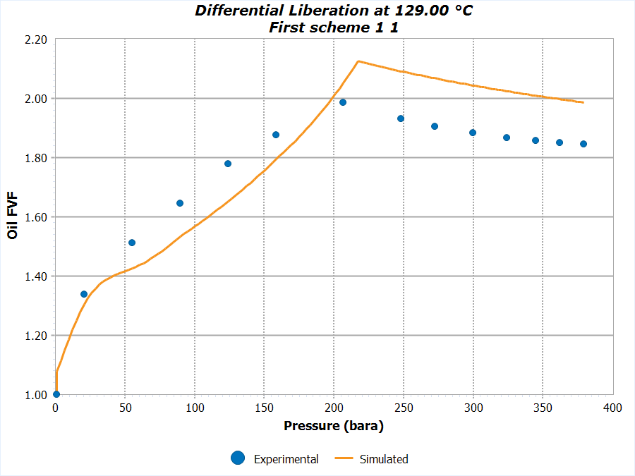 Differential Liberation at 129.00 °C
First scheme 1 1
2.20
2.00
1.80
1.60
1.40
1.20
1.00
Oil FVF
0 50 100 150 200 250 300 350 400
Pressure (bara)
Experimental Simulated